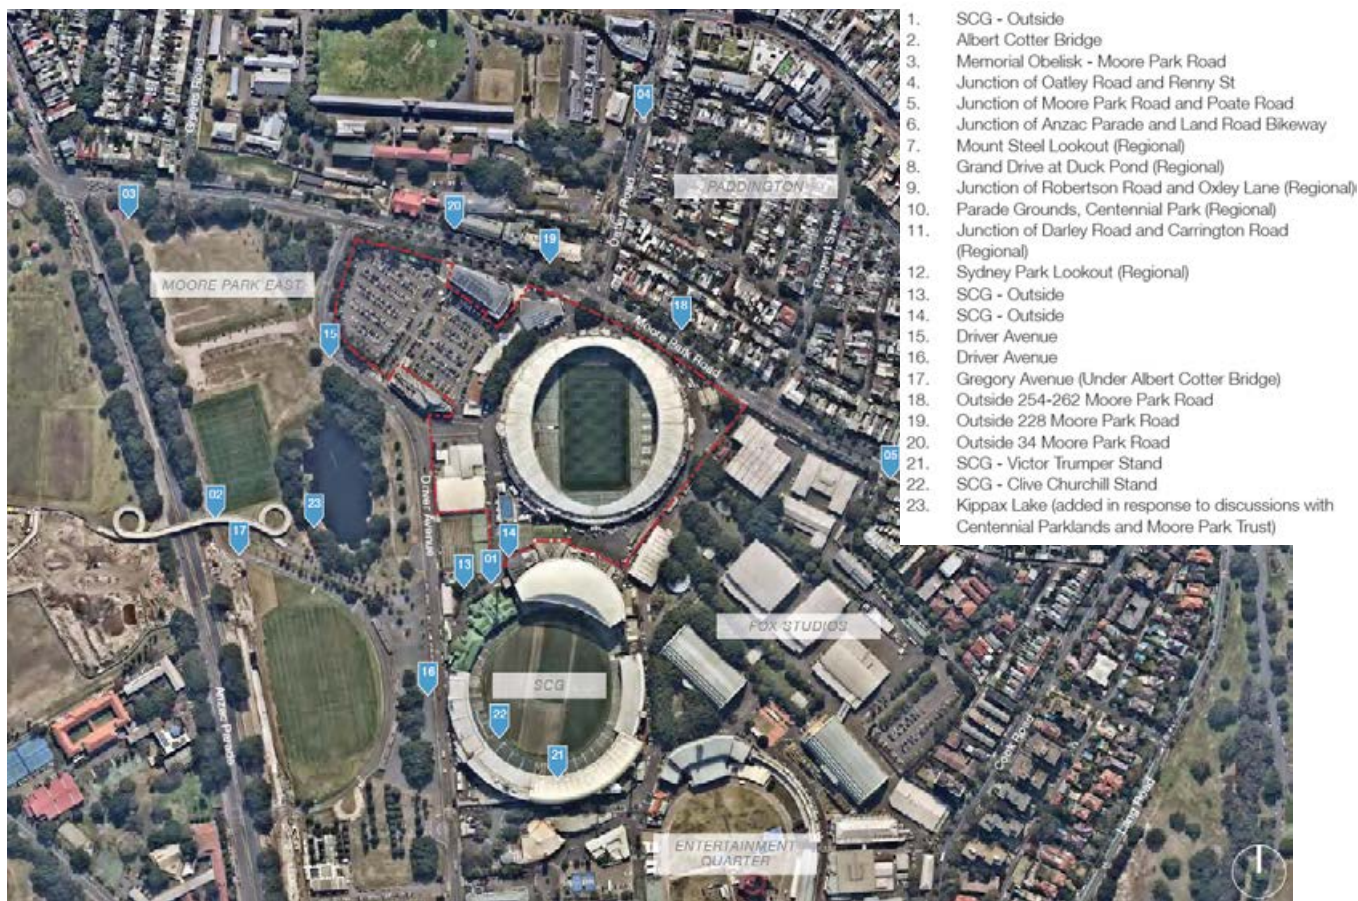 1. SCG - Outside
2. Albert Cotter Bridge
3. Memorial Obelisk - Moore Park Road
4. Junction of Oatley Road and Renny St
5. Junction of Moore Park Road and Poate Road
6. Junction of Anzac Parade and Land Road Bikeway
7. Mount Steel Lookout (Regional)
8. Grand Drive at Duck Pond (Regional)
9. Junction of Robertson Road and Oxley Lane (Regional)
10. Parade Grounds, Centennial Park (Regional)
11. Junction of Darley Road and Carrington Road
(Regional)
12. Sydney Park Lookout (Regional)
13. SCG - Outside
14. SCG - Outside
15. Driver Avenue
16. Driver Avenue
17. Gregory Avenue (Under Albert Cotter Bridge)
18. Outside 254-262 Moore Park Road
19. Outside 228 Moore Park Road
20. Outside 34 Moore Park Road
21. SCG - Victor Trumper Stand
22. SCG - Clive Churchill Stand
23. Kippax Lake (added in response to discussions with
Centennial Parklands and Moore Park Trust)
04
PADDINGTON
03
20
19
Oatley Road
Regent Street
MOORE PARK EAST
18
15
Moore Park Road
05
02
23
17
Driver Avenue
14
01
13
FOX STUDIOS
16
SCG
22
21
Anzac Parade
Cook Road
Lang Road
ENTERTAINMENT
QUARTER